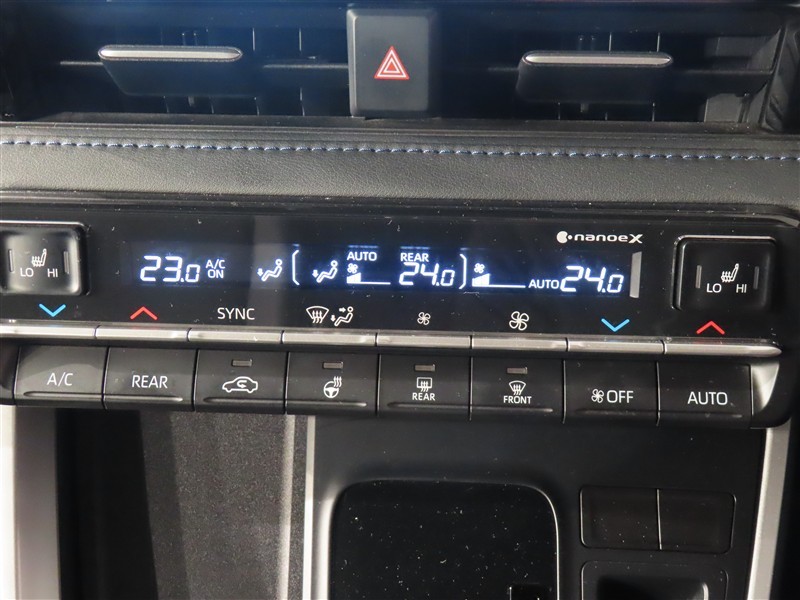 nanoeX
LO HI
23.0 A/C ON
AUTO
REAR
24.0
AUTO 24.0
LO HI
SYNC
A/C
REAR
REAR
FRONT
OFF
AUTO